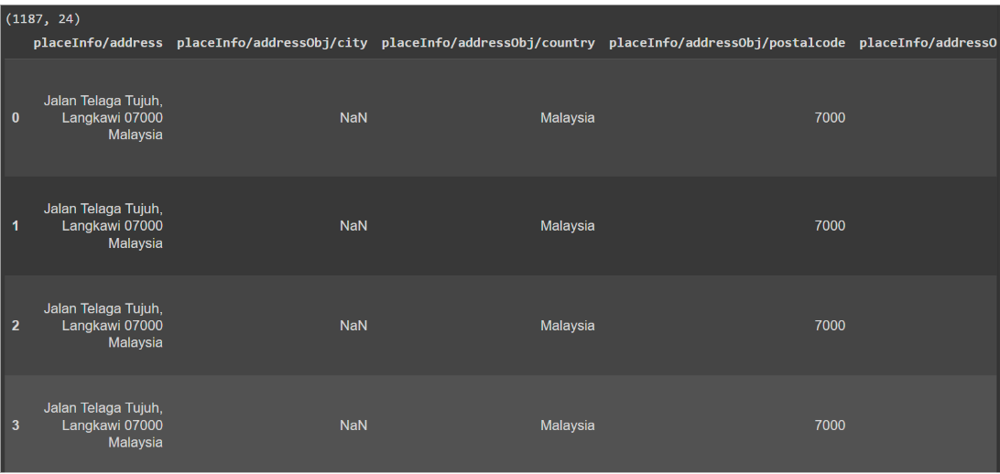 (1187, 24)
placeInfo/address placeInfo/addressObj/city placeInfo/addressObj/country placeInfo/addressObj/postalcode placeInfo/addressO
Jalan Telaga Tujuh,
0 Langkawi 07000 NaN Malaysia 7000
Malaysia
Jalan Telaga Tujuh,
1 Langkawi 07000 NaN Malaysia 7000
Malaysia
Jalan Telaga Tujuh,
2 Langkawi 07000 NaN Malaysia 7000
Malaysia
Jalan Telaga Tujuh,
3 Langkawi 07000 NaN Malaysia 7000
Malaysia